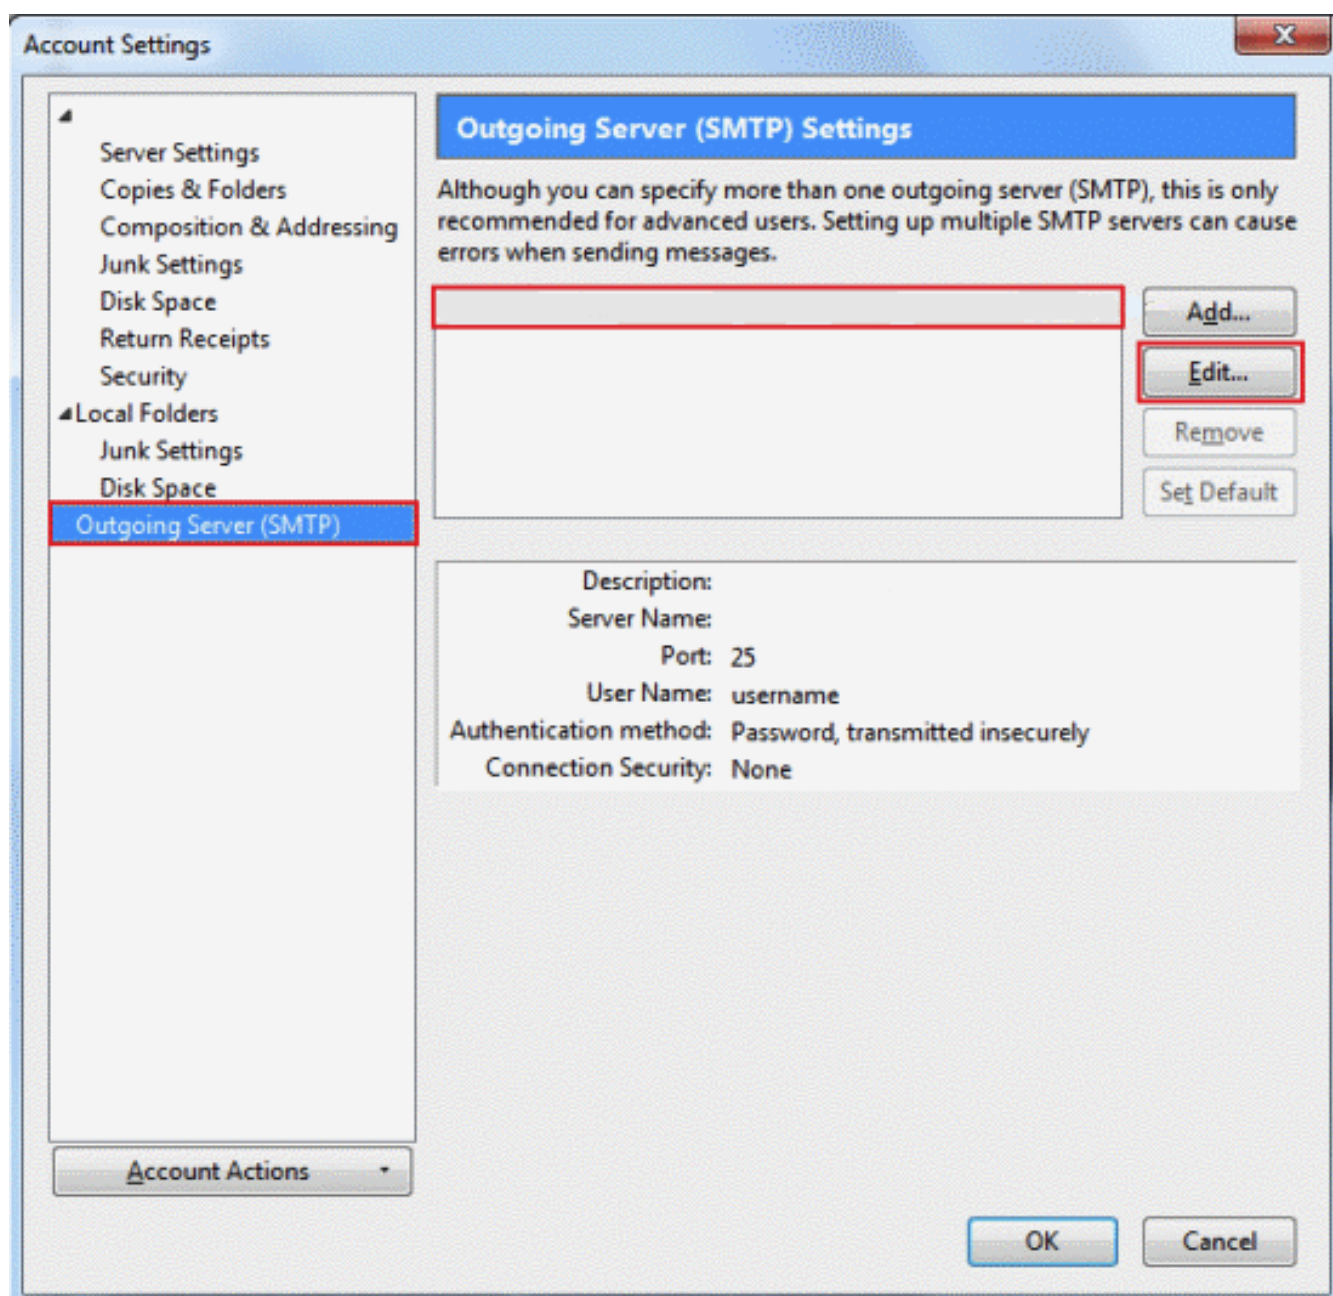 Account Settings
Server Settings
Copies & Folders
Composition & Addressing
Junk Settings
Disk Space
Return Receipts
Security
Local Folders
Junk Settings
Disk Space
Outgoing Server (SMTP)
Account Actions
Outgoing Server (SMTP) Settings
Although you can specify more than one outgoing server (SMTP), this is only
recommended for advanced users. Setting up multiple SMTP servers can cause
errors when sending messages.
Add...
Edit...
Remove
Set Default
Description:
Server Name:
Port: 25
User Name: username
Authentication method: Password, transmitted insecurely
Connection Security: None
OK
Cancel